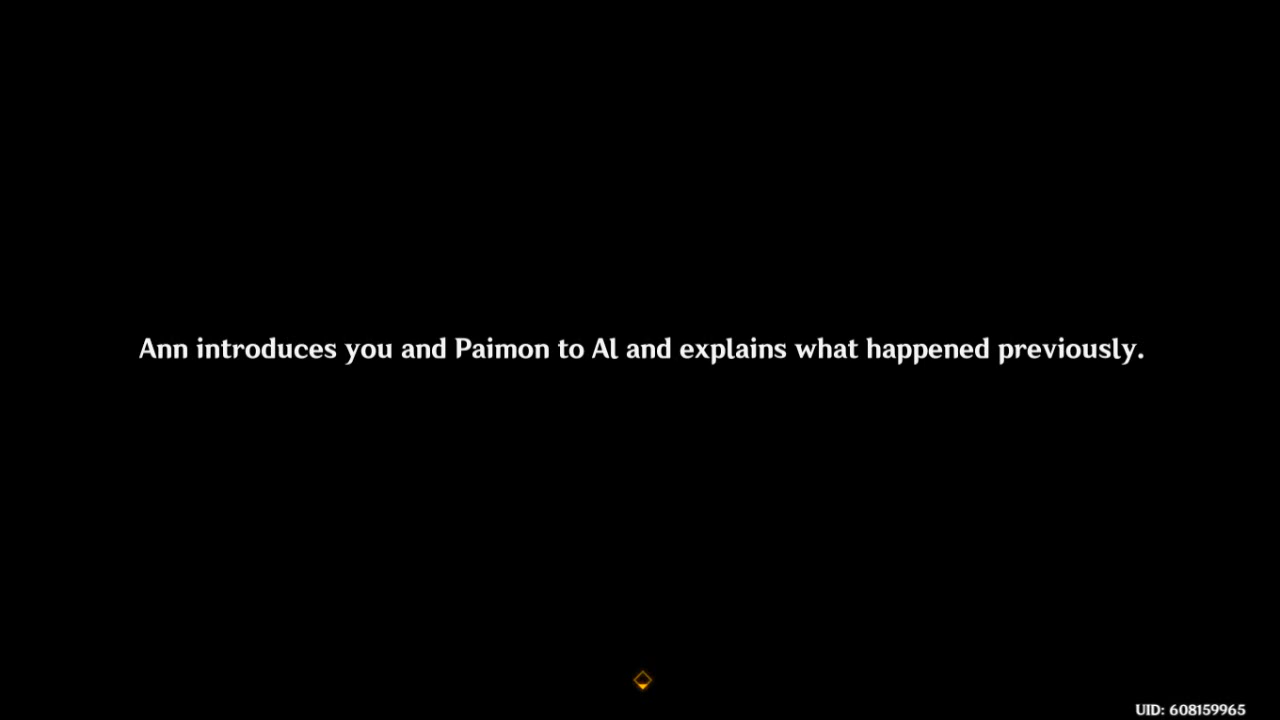 Ann introduces you and Paimon to Al and explains what happened previously.
UID: 608159965